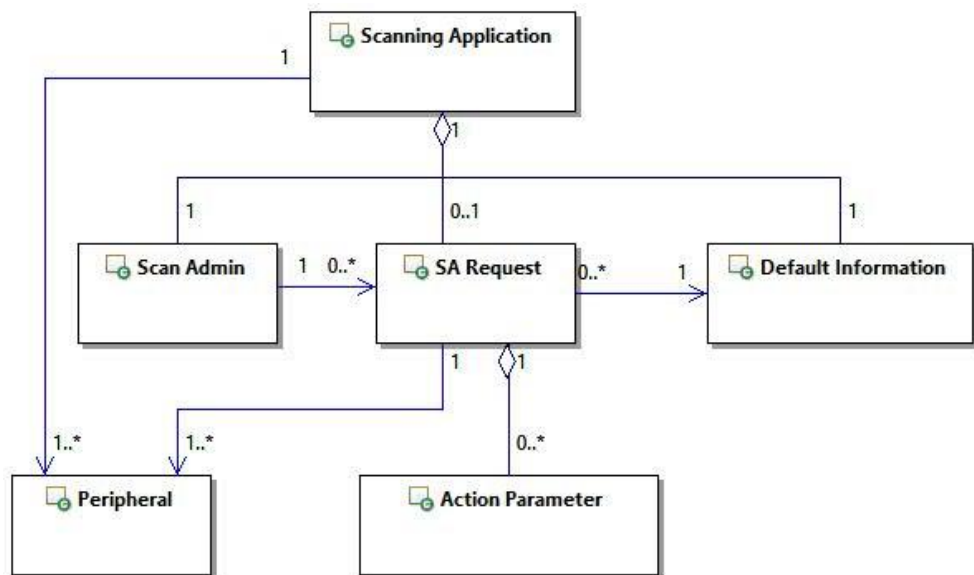 Scanning Application
1
1
1
0..1
1
Scan Admin
1
0..*
SA Request
0..*
1
Default Information
1
1
1..*
1..*
0..*
Peripheral
Action Parameter